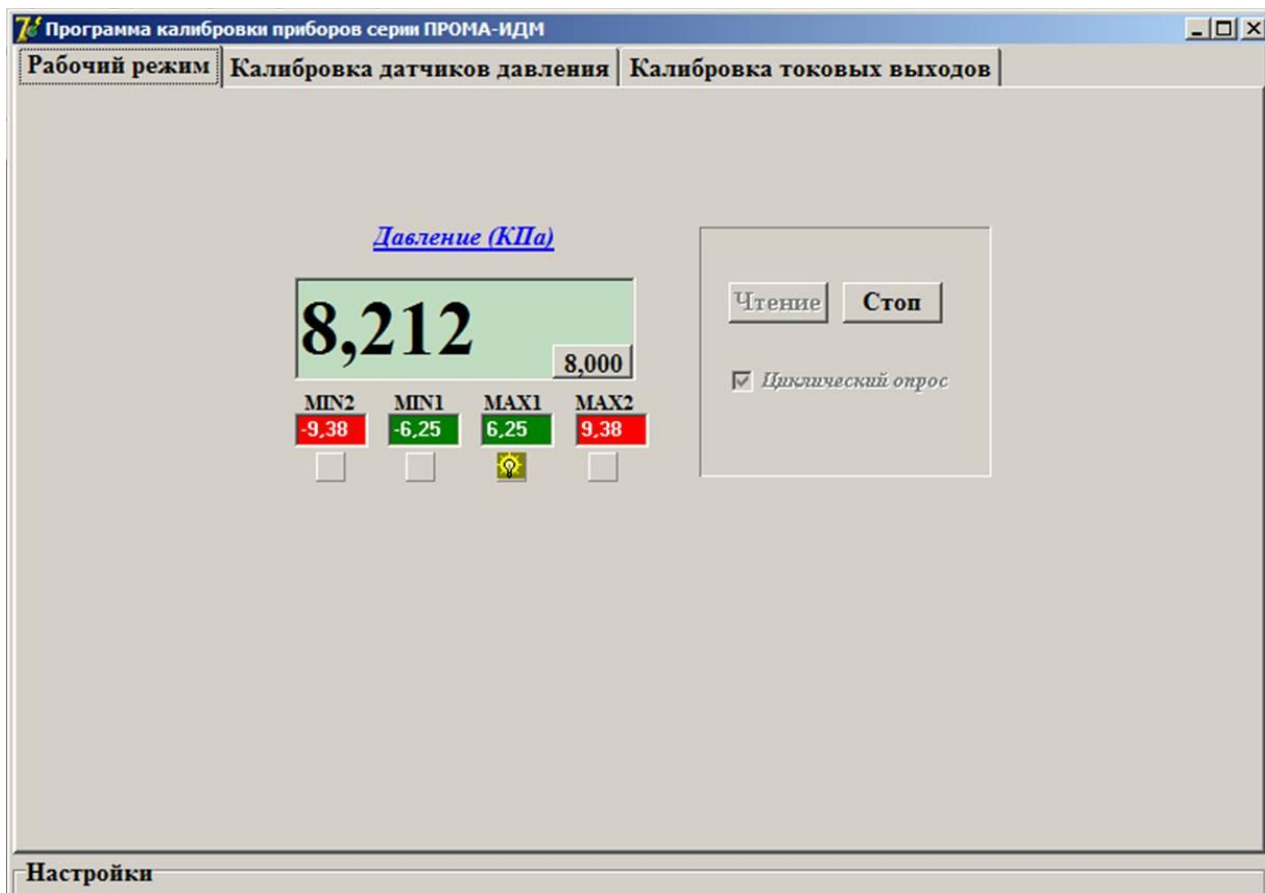 Программа калибровки приборов серии ПРОМА-ИДМ
Рабочий режим Калибровка датчиков давления Калибровка токовых выходов
Давление (КПа)
8,212
8,000
MIN2 MIN1 MAX1 MAX2
-9,38 -6,25 6,25 9,38
Чтение Стоп
Циклический опрос
Настройки